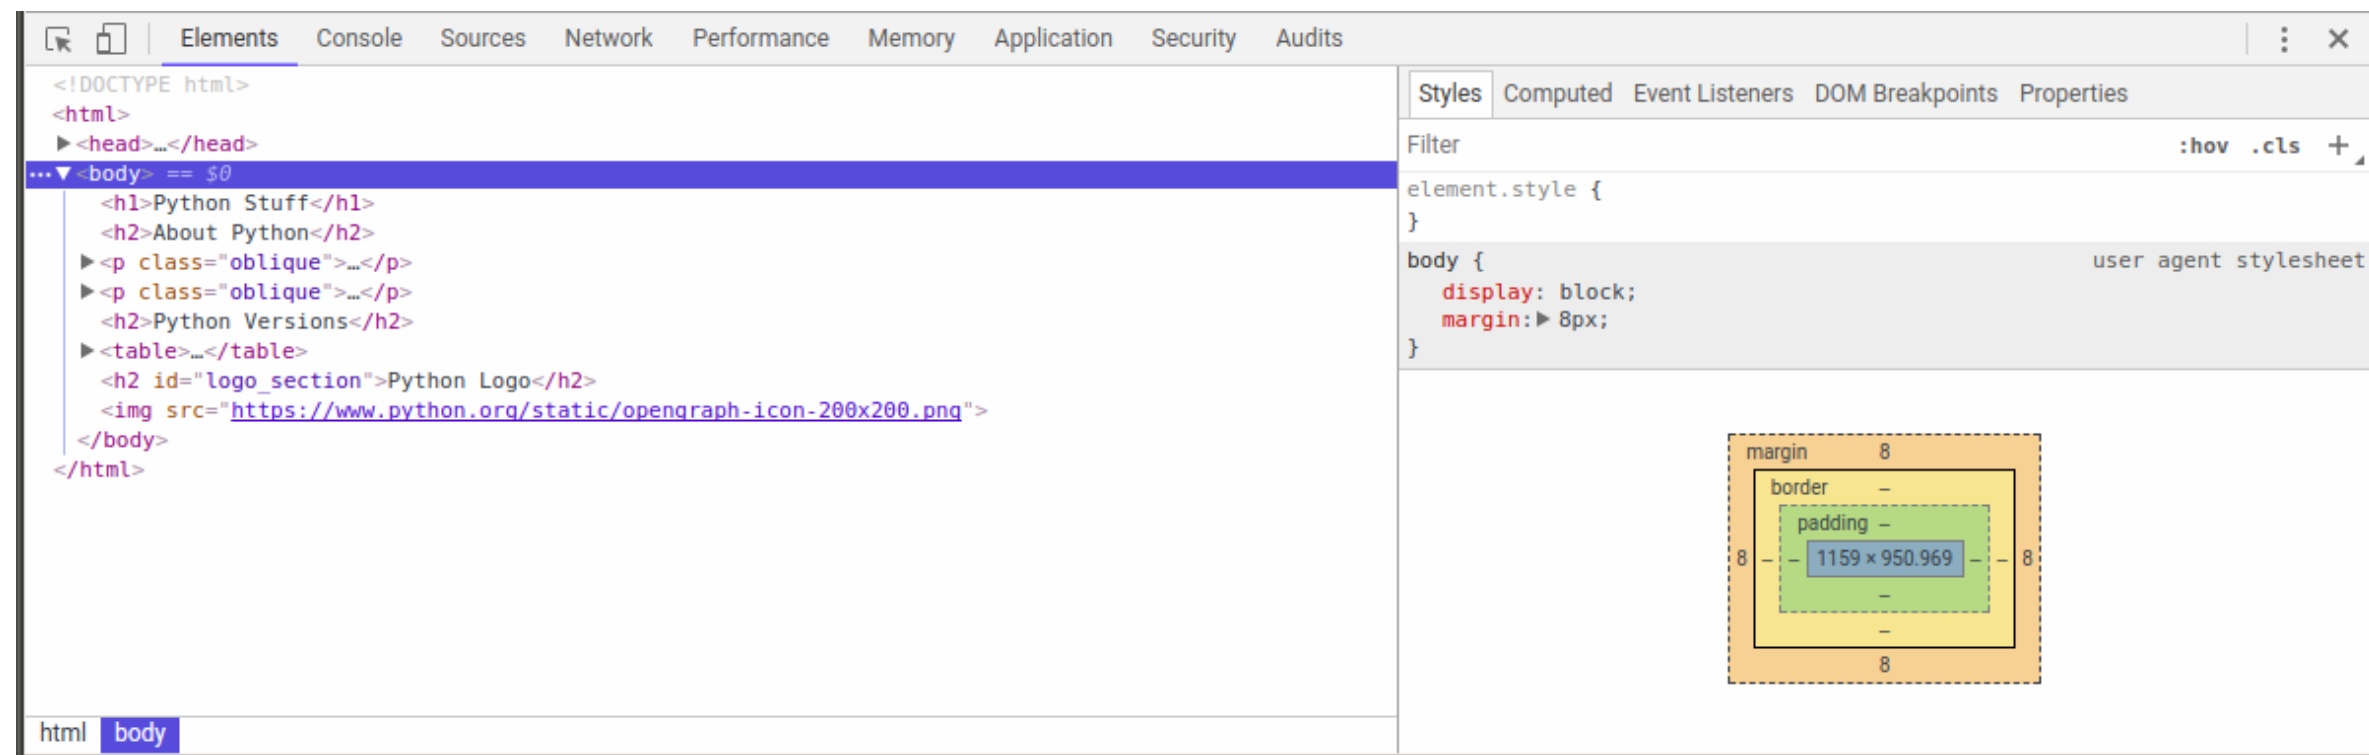 Elements Console Sources Network Performance Memory Application Security Audits
<!DOCTYPE html>
<html>
<head>…</head>
<body> == $0
<h1>Python Stuff</h1>
<h2>About Python</h2>
<p class="oblique">…</p>
<p class="oblique">…</p>
<h2>Python Versions</h2>
<table>…</table>
<h2 id="logo_section">Python Logo</h2>
<img src="https://www.python.org/static/opengraph-icon-200x200.png">
</body>
</html>
html body
Styles Computed Event Listeners DOM Breakpoints Properties
Filter :hov .cls +
element.style {
}
body { user agent stylesheet
display: block;
margin: 8px;
}
margin 8
border –
padding –
8 – – 1159 × 950.969 – – 8
–
–
8